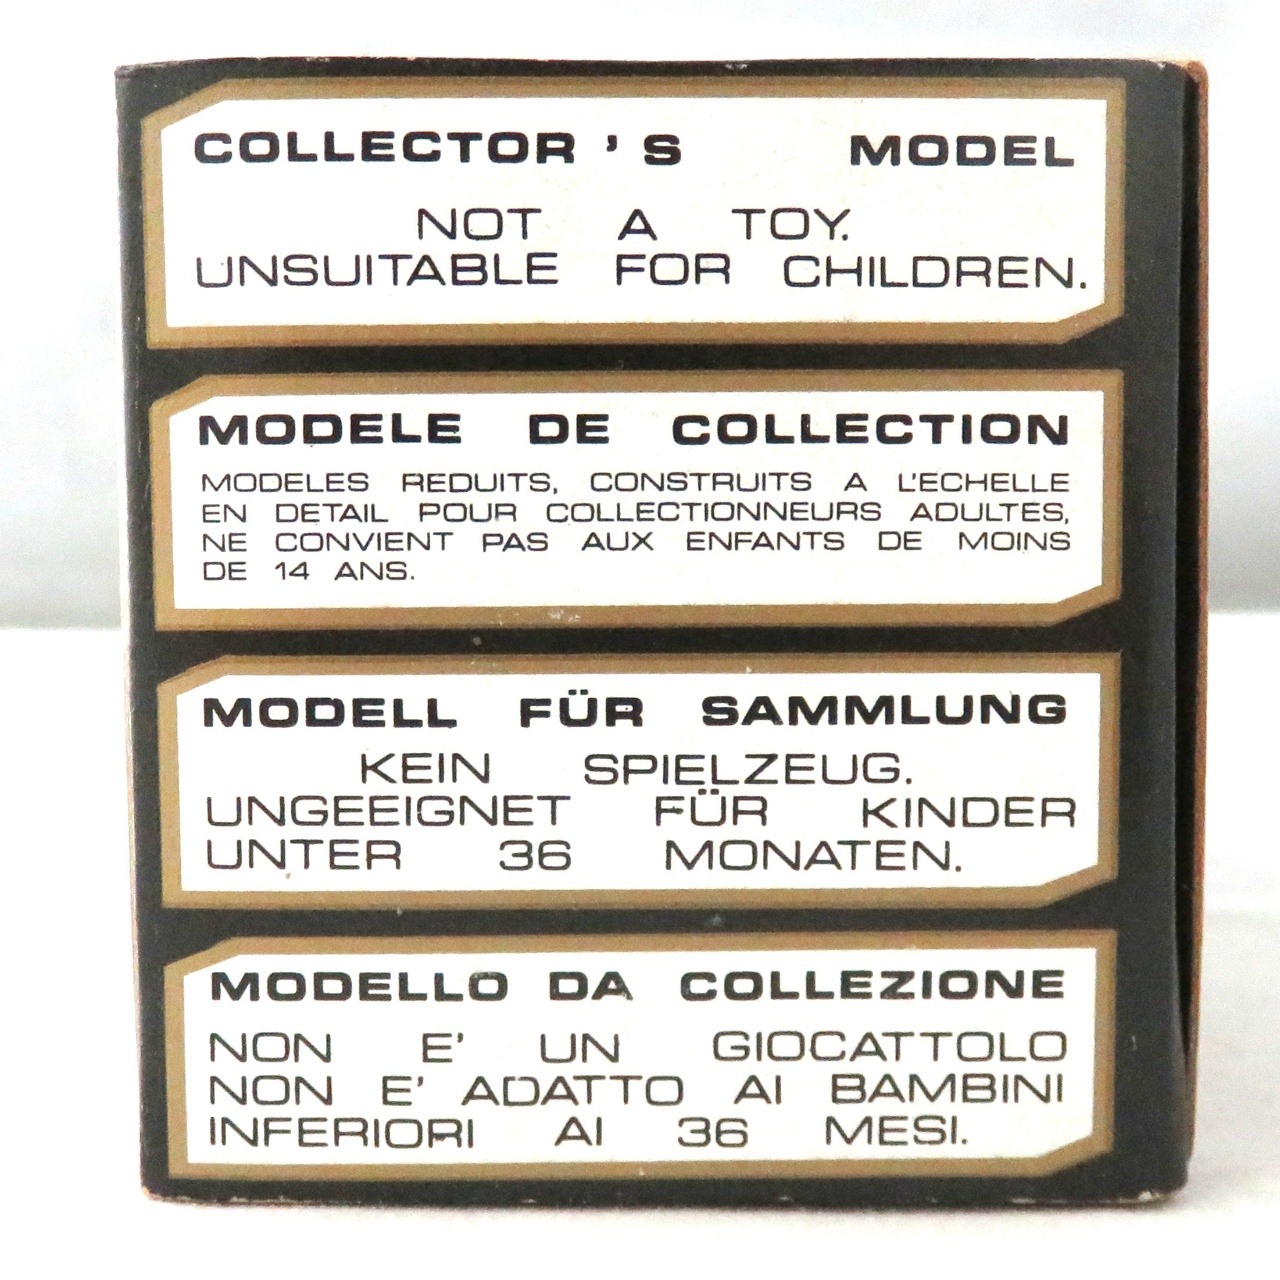 COLLECTOR'S MODEL
NOT A TOY.
UNSUITABLE FOR CHILDREN.
MODELE DE COLLECTION
MODELES REDUITS, CONSTRUITS A L'ECHELLE
EN DETAIL POUR COLLECTIONNEURS ADULTES,
NE CONVIENT PAS AUX ENFANTS DE MOINS
DE 14 ANS.
MODELL FÜR SAMMLUNG
KEIN SPIELZEUG.
UNGEEIGNET FÜR KINDER
UNTER 36 MONATEN.
MODELLO DA COLLEZIONE
NON E' UN GIOCATTOLO
NON E' ADATTO AI BAMBINI
INFERIORI AI 36 MESI.